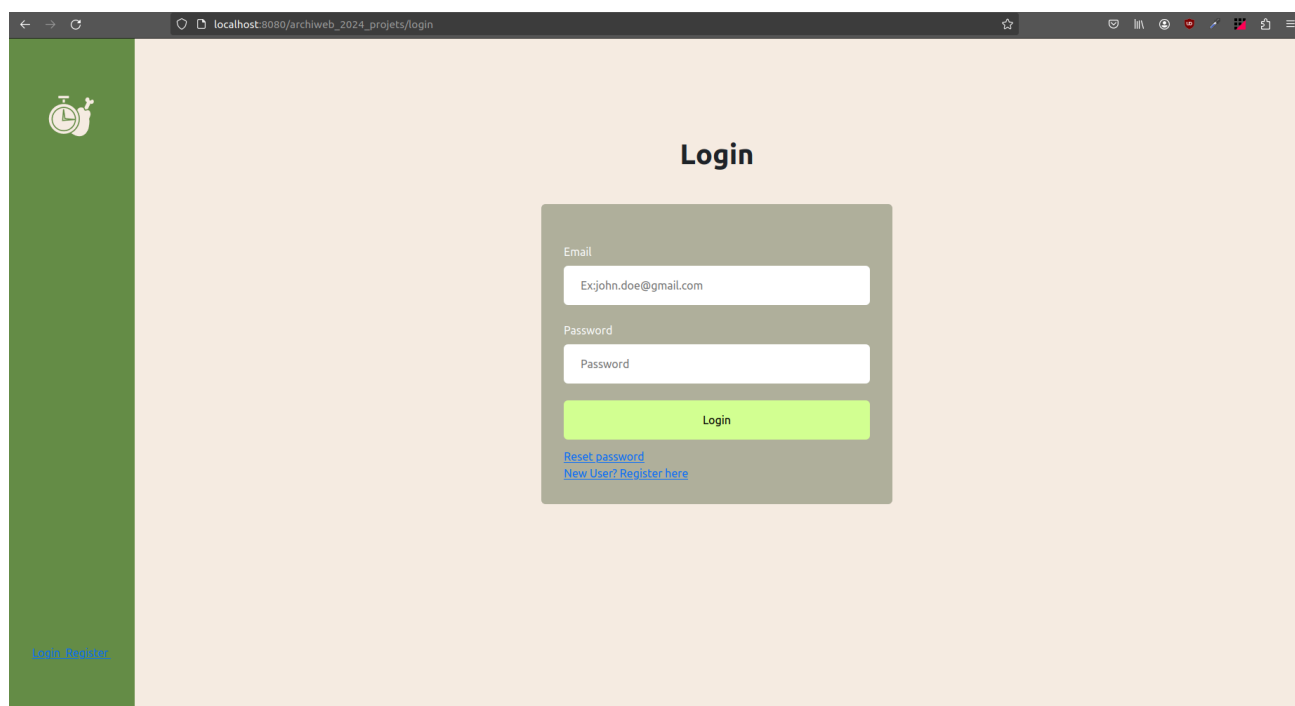 localhost:8080/archiweb_2024_projets/login
Login
Email
Ex:john.doe@gmail.com
Password
Password
Login
Reset password
New User? Register here
Login Register